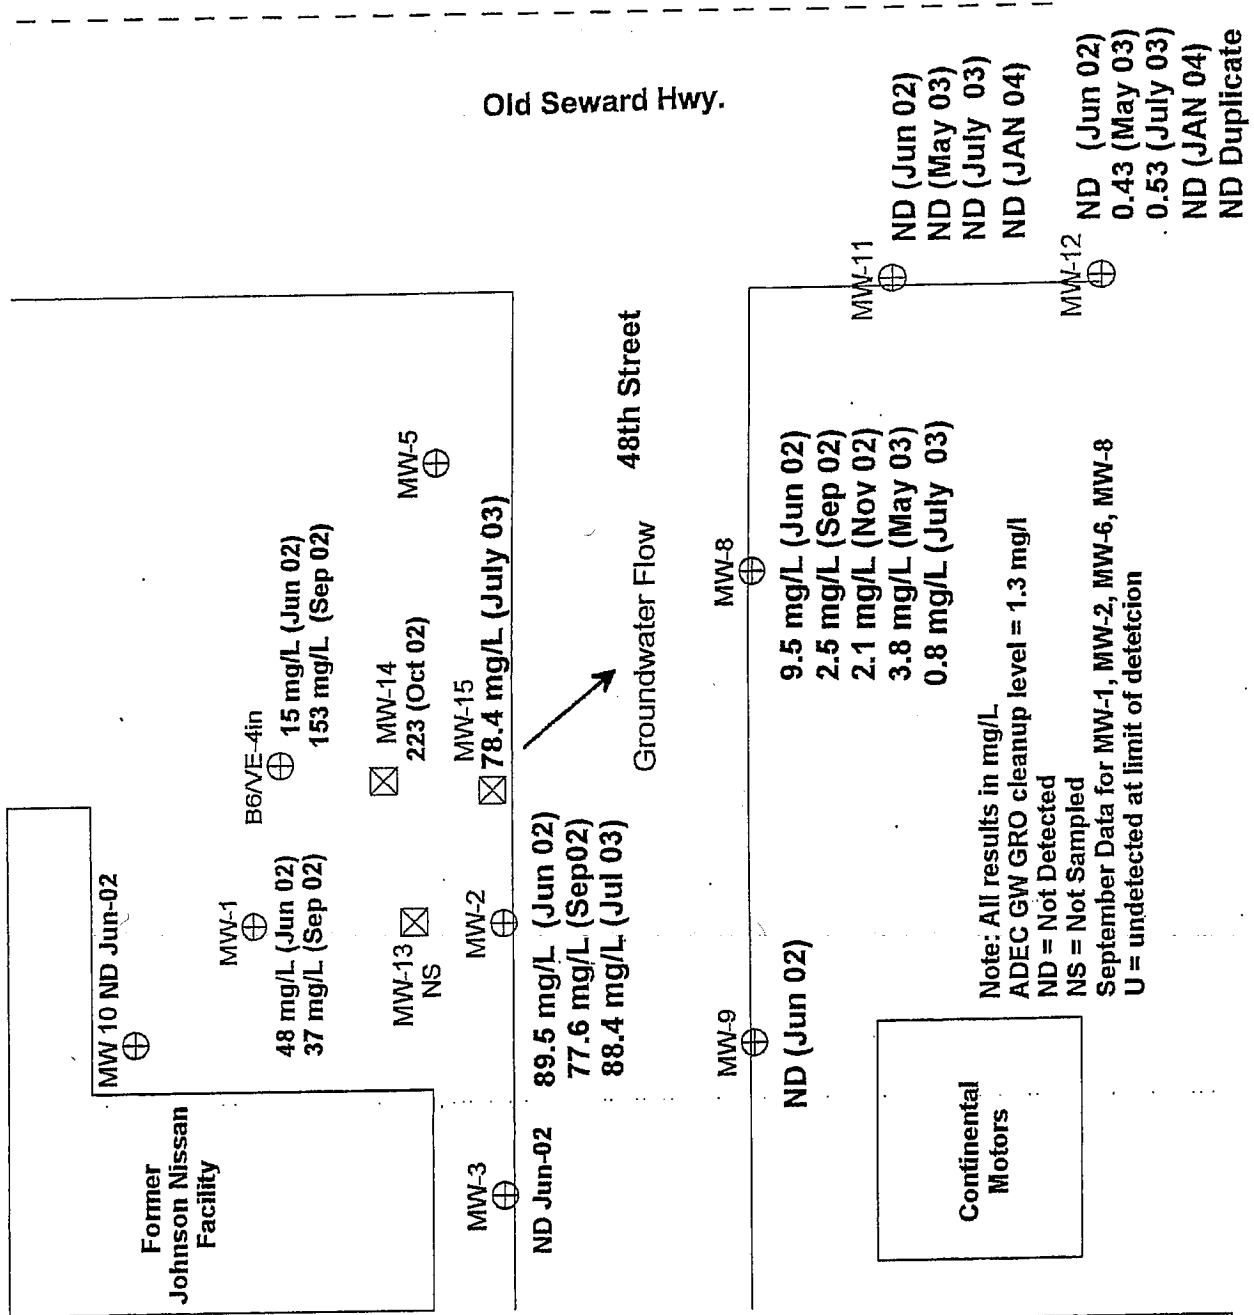 Former
Johnson Nissan
Facility
MW 10 ND Jun-02
MW-1
48 mg/L (Jun 02)
37 mg/L (Sep 02)
B6/VE-4in
15 mg/L (Jun 02)
153 mg/L (Sep 02)
MW-13
NS
MW-14
223 (Oct 02)
MW-5
MW-3
ND Jun-02
MW-2
89.5 mg/L (Jun 02)
77.6 mg/L (Sep02)
88.4 mg/L (Jul 03)
MW-15
78.4 mg/L (July 03)
Groundwater Flow
48th Street
Old Seward Hwy.
MW-9
ND (Jun 02)
MW-8
9.5 mg/L (Jun 02)
2.5 mg/L (Sep 02)
2.1 mg/L (Nov 02)
3.8 mg/L (May 03)
0.8 mg/L (July 03)
MW-11
ND (Jun 02)
ND (May 03)
ND (July 03)
ND (JAN 04)
MW-12
ND (Jun 02)
0.43 (May 03)
0.53 (July 03)
ND (JAN 04)
ND Duplicate
Continental
Motors
Note: All results in mg/L
ADEC GW GRO cleanup level = 1.3 mg/l
ND = Not Detected
NS = Not Sampled
September Data for MW-1, MW-2, MW-6, MW-8
U = undetected at limit of detetcion